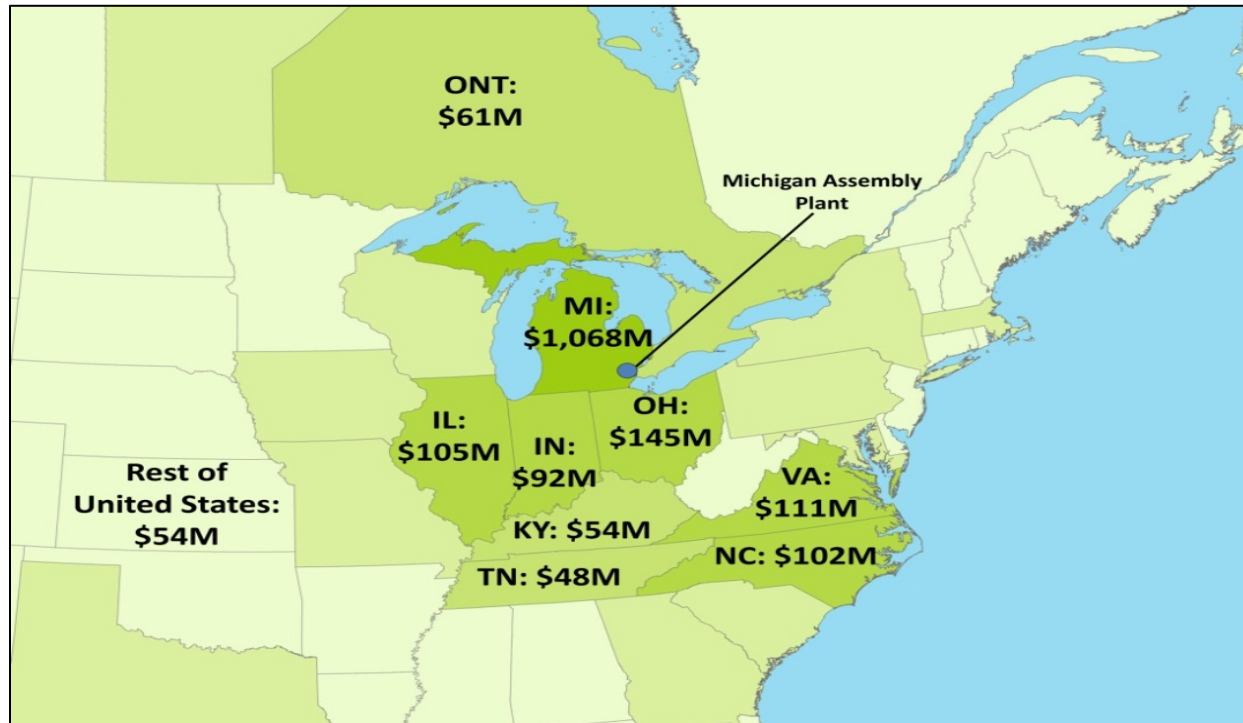 ONT:
$61M
Michigan Assembly
Plant
MI:
$1,068M
IL:
$105M
IN:
$92M
OH:
$145M
Rest of
United States:
$54M
VA:
$111M
KY: $54M
NC: $102M
TN: $48M